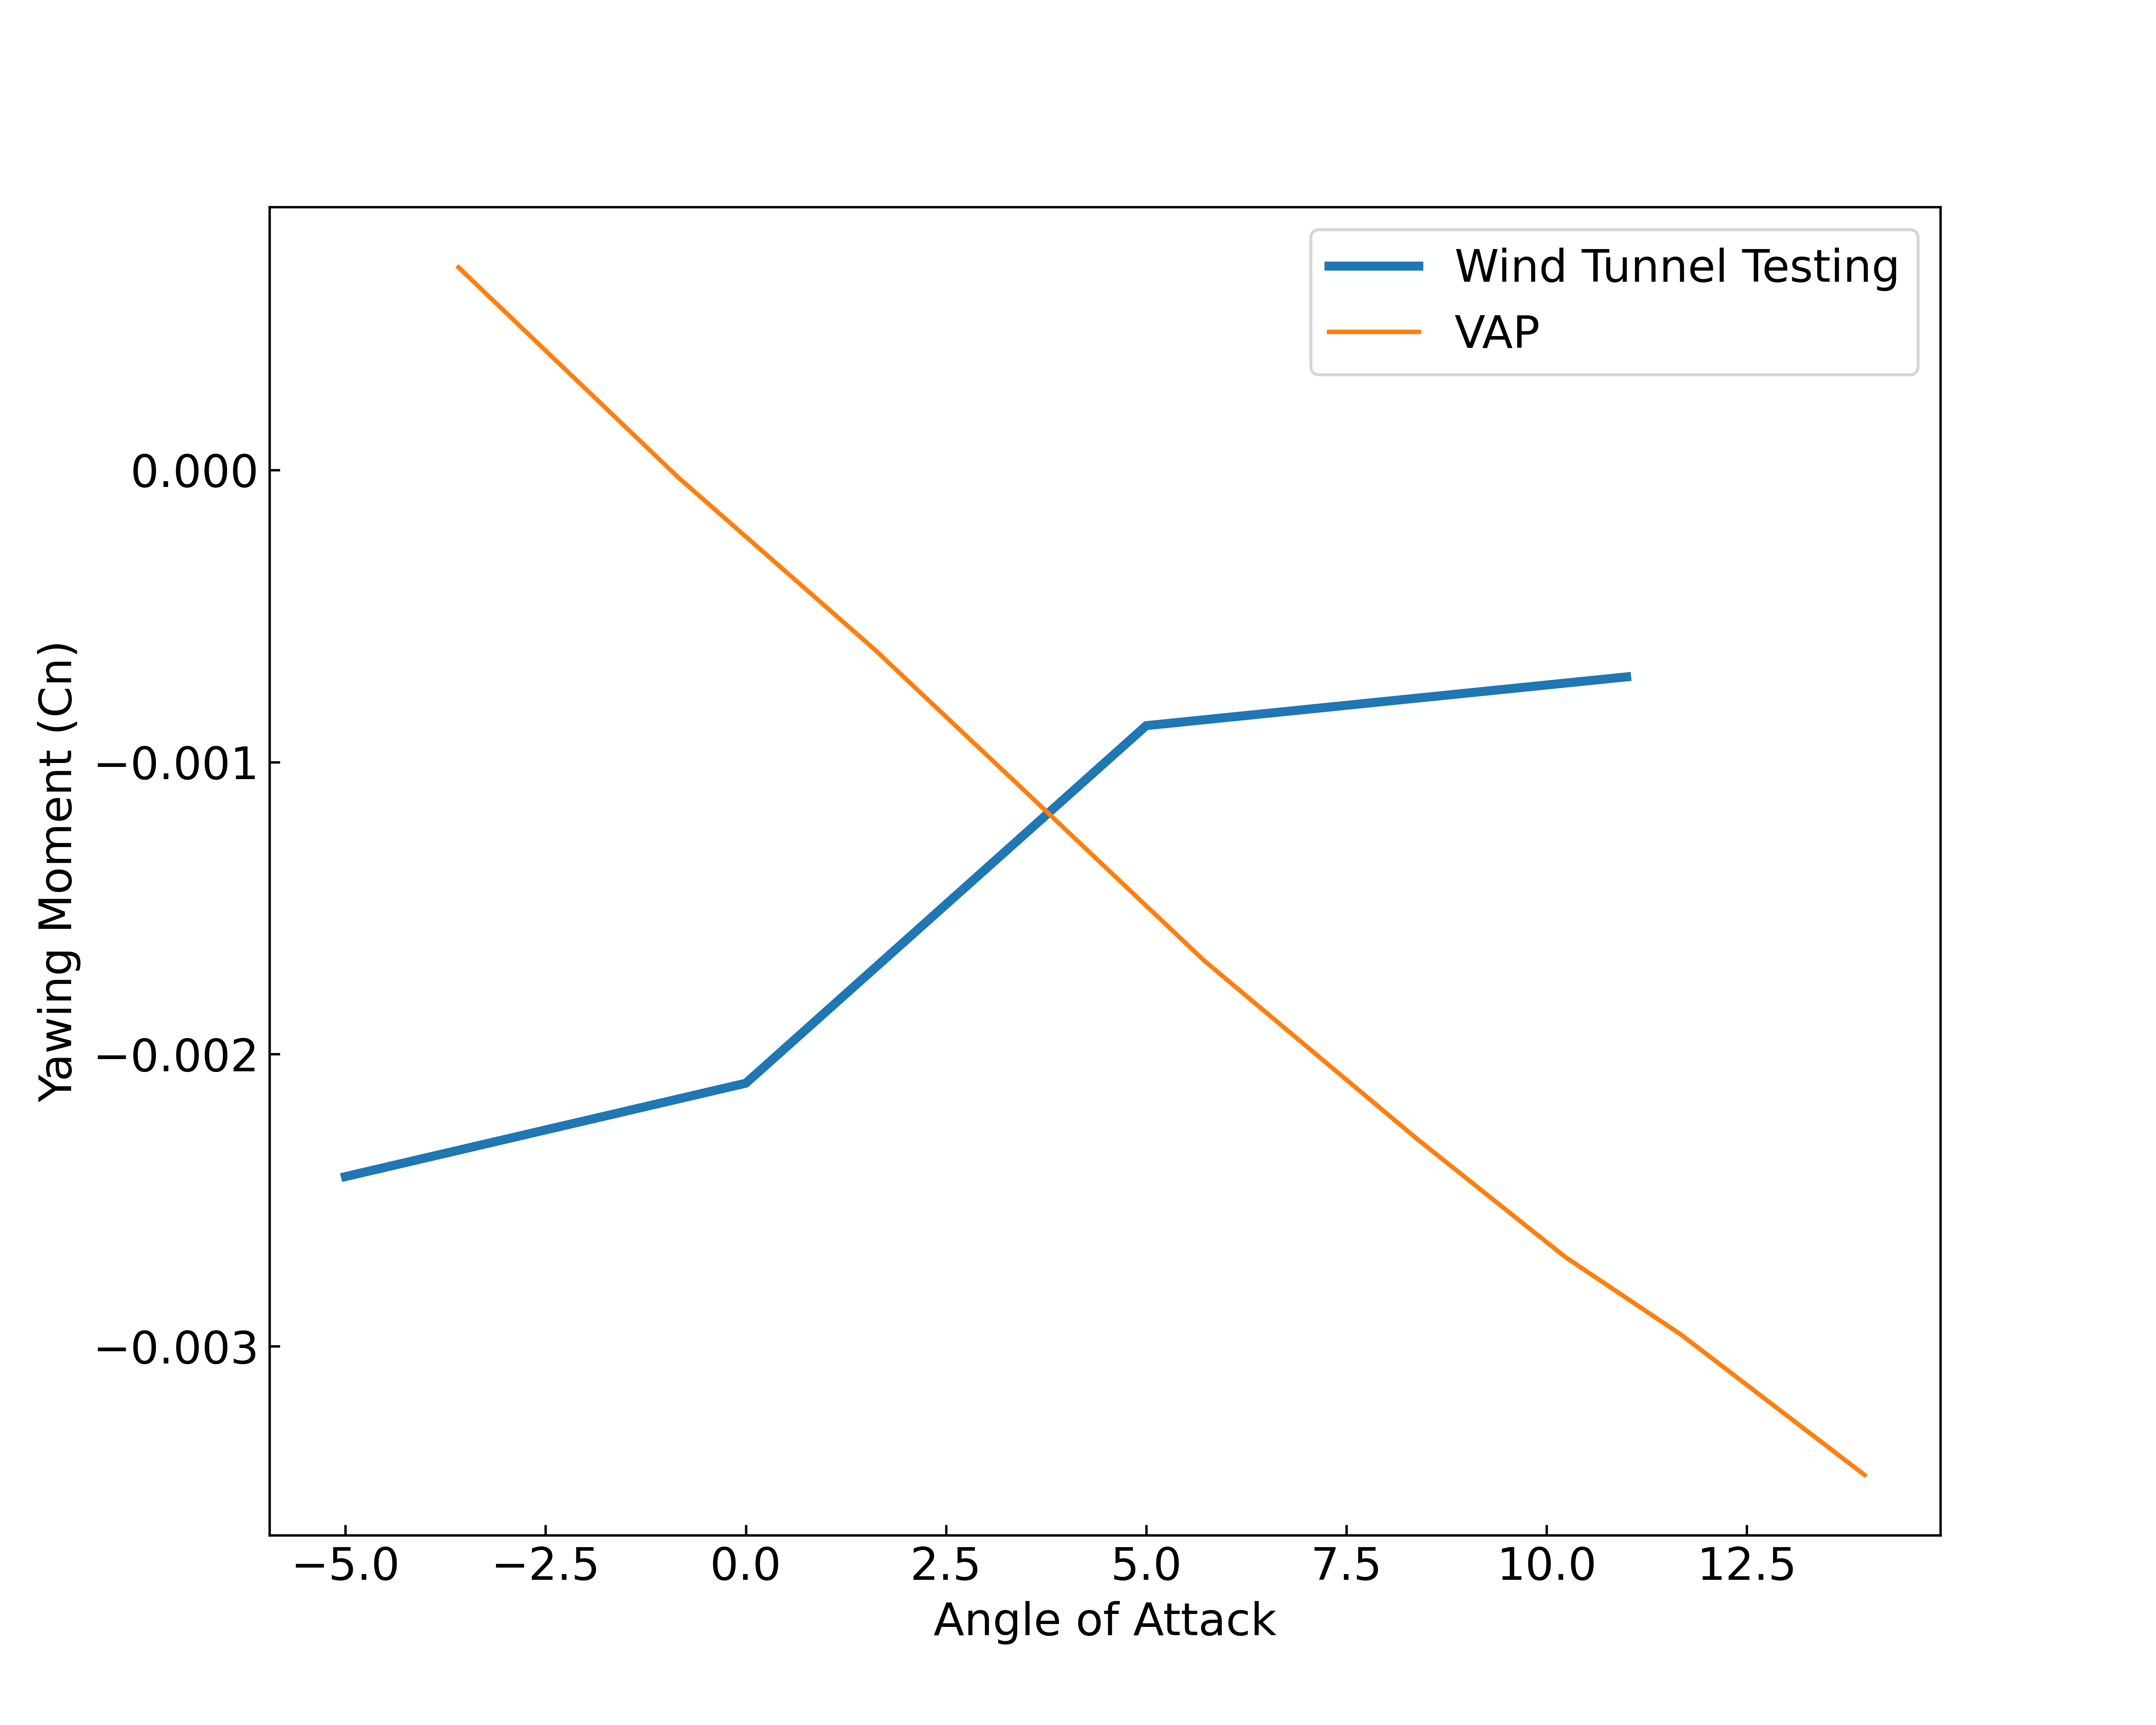 Wind Tunnel Testing
VAP
0.000
−0.001
−0.002
−0.003
Yawing Moment (Cn)
−5.0 −2.5 0.0 2.5 5.0 7.5 10.0 12.5
Angle of Attack